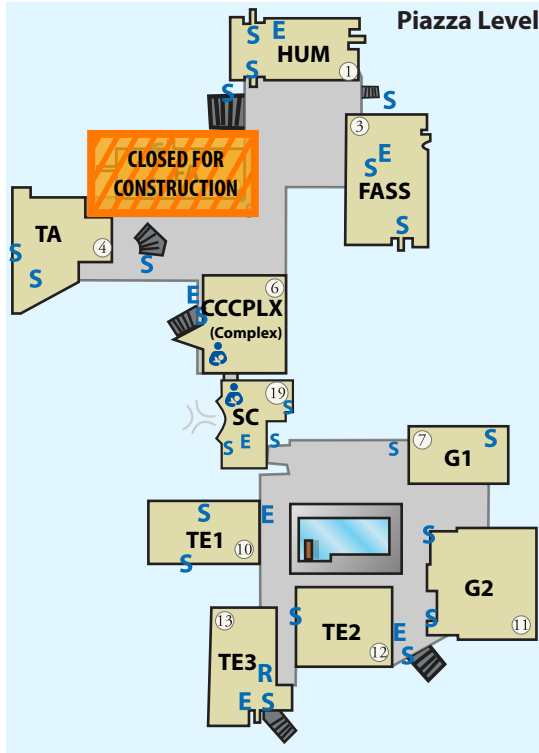 Piazza Level
S
E
HUM
S
1
S
S
3
E
S
FASS
S
CLOSED FOR
CONSTRUCTION
TA
4
S
S
S
6
E
CCCPLX
S
(Complex)
19
S
SC
S
E
S
7
S
S
G1
S
E
TE1
10
S
S
G2
S
11
13
S
TE2
E
12
S
TE3
R
E
S